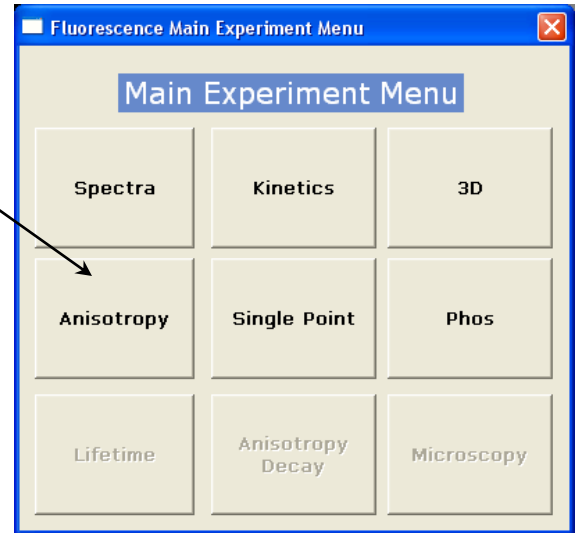 Fluorescence Main Experiment Menu
Main Experiment Menu
Spectra
Kinetics
3D
Anisotropy
Single Point
Phos
Lifetime
Anisotropy
Decay
Microscopy